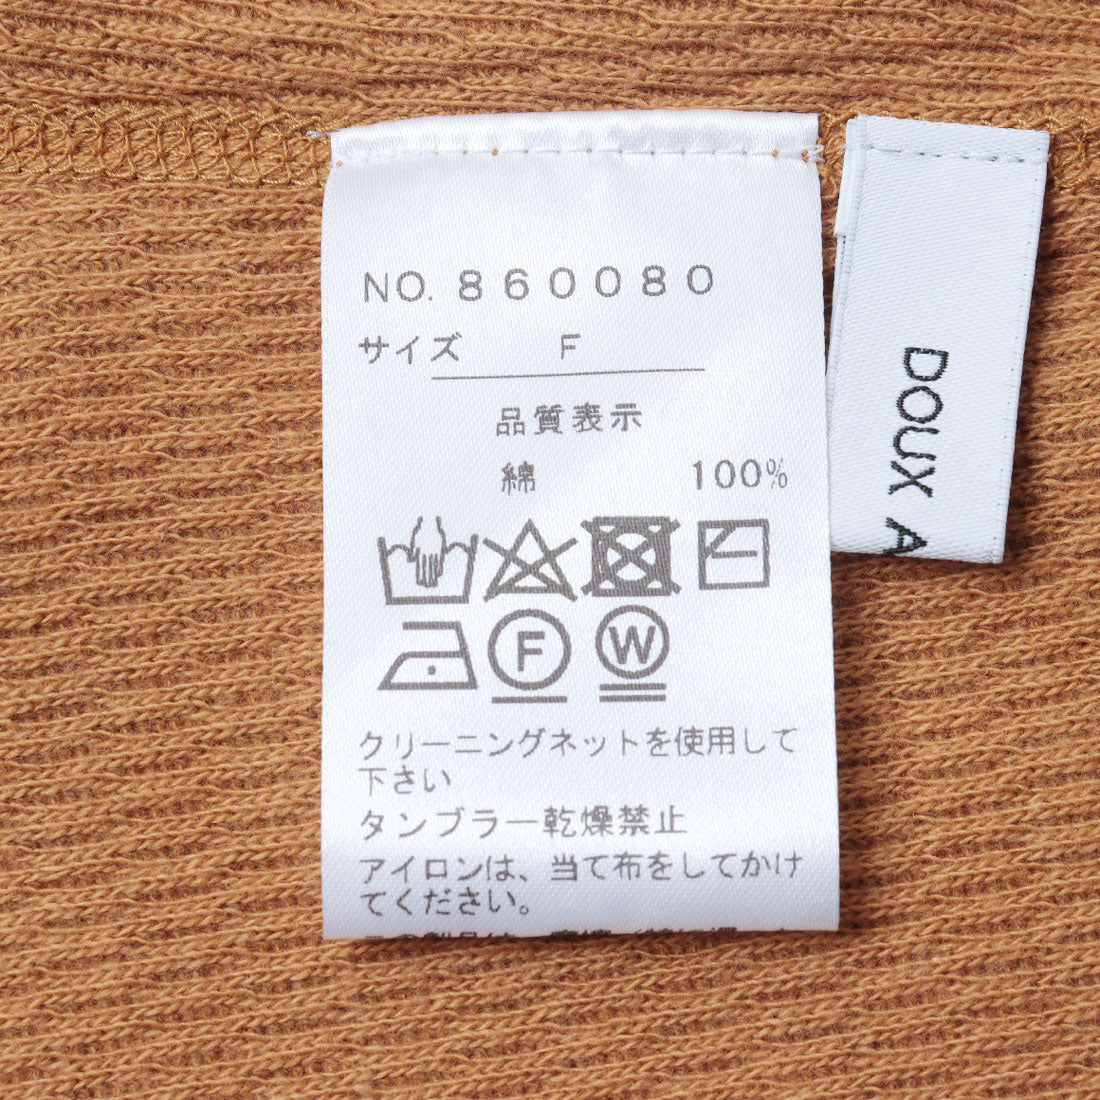 NO. 860080
サイズ F
品質表示
綿 100%
F W
クリーニングネットを使用して
下さい
タンブラー乾燥禁止
アイロンは、当て布をしてかけ
てください。
DOUX A